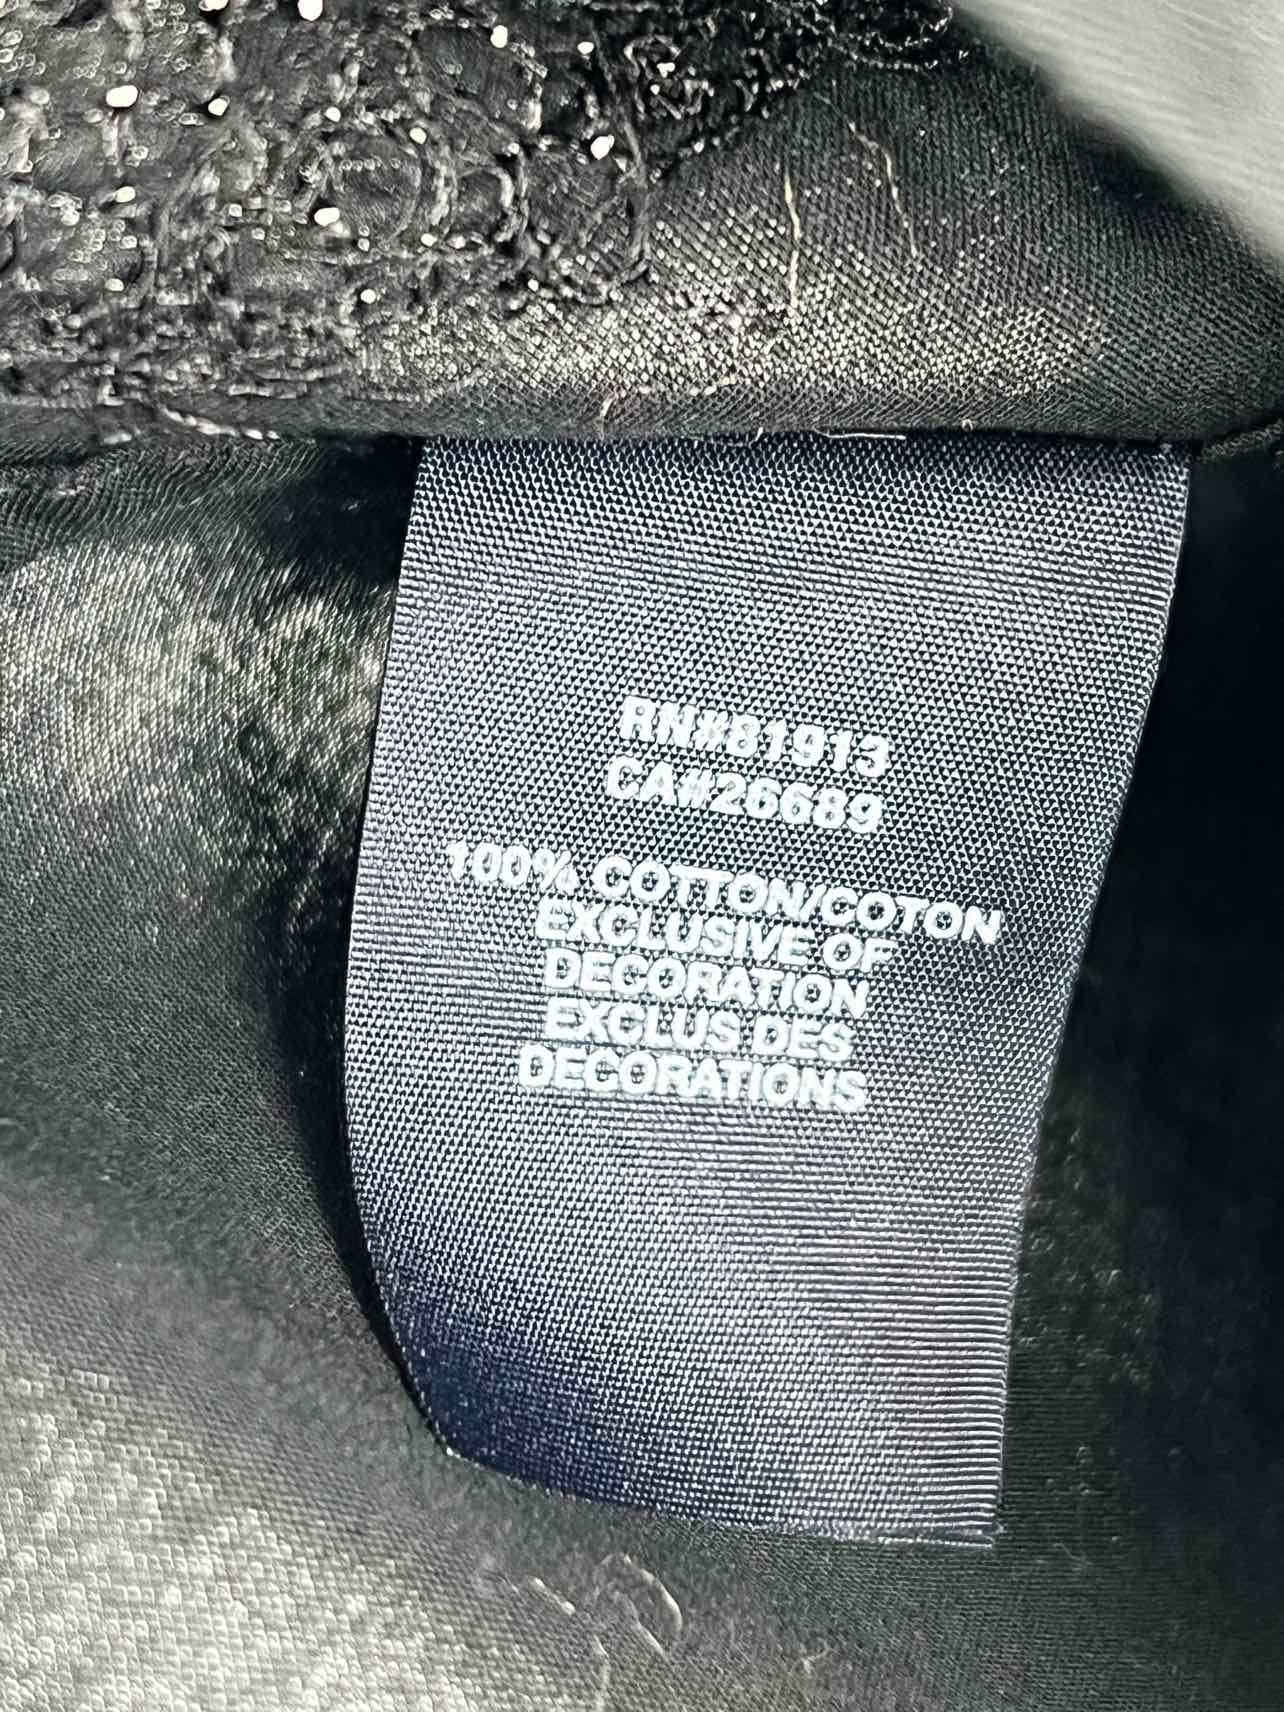 RN#81913
CA#26689
100% COTTON/COTON
EXCLUSIVE OF
DECORATION
EXCLUS DES
DECORATIONS